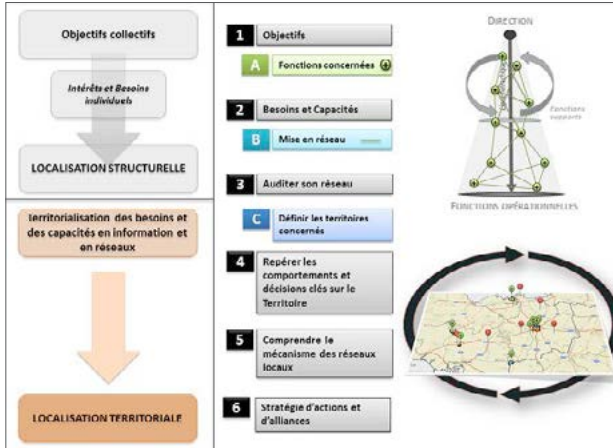 Objectifs collectifs
Intérêts et Besoins
individuels
LOCALISATION STRUCTURELLE
Territorialisation des besoins et
des capacités en information et
en réseaux
LOCALISATION TERRITORIALE
1 Objectifs
A Fonctions concernées
2 Besoins et Capacités
B Mise en réseau
3 Auditer son réseau
C Définir les territoires
concernés
4 Repérer les
comportements et
décisions clés sur le
Territoire
5 Comprendre le
mécanisme des réseaux
locaux
6 Stratégie d'actions et
d'alliances
DIRECTION
Fonctions
supports
FONCTIONS OPÉRATIONNELLES